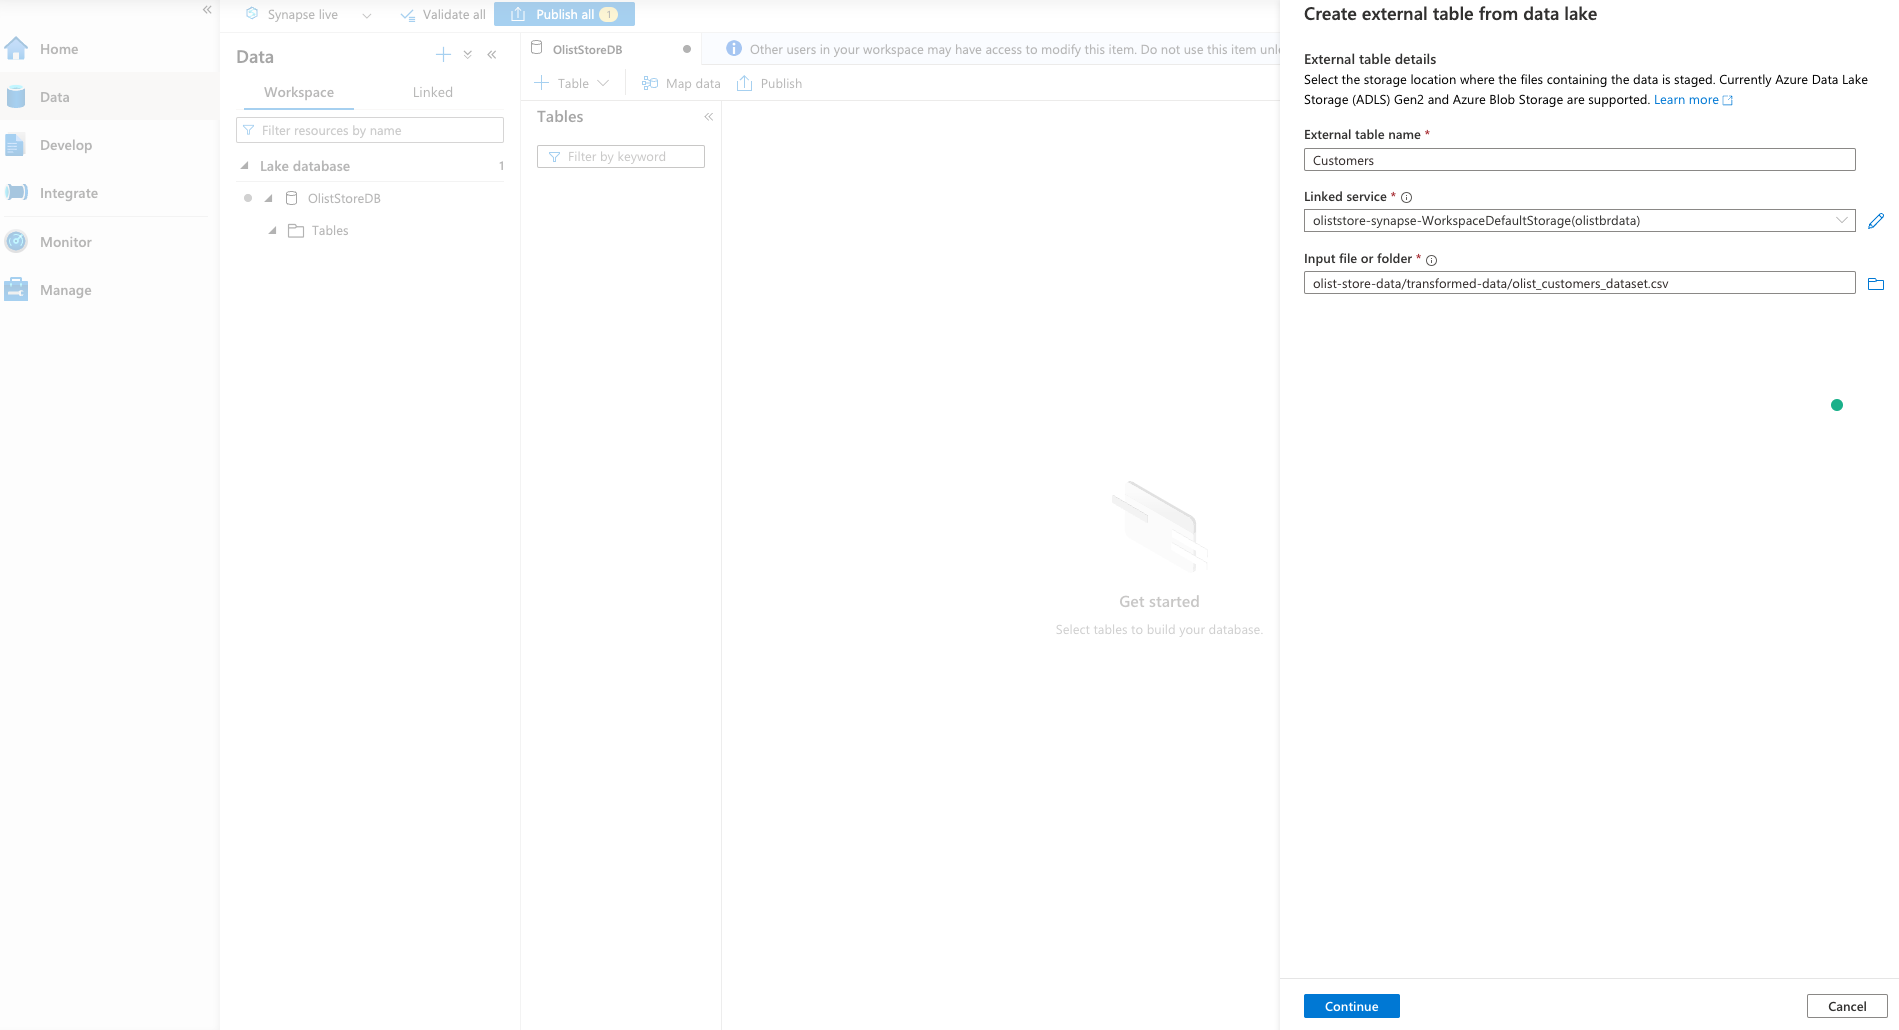 Synapse live
Validate all
Publish all 1
Home
Data
Develop
Integrate
Monitor
Manage
Data
Workspace
Linked
Filter resources by name
Lake database 1
OlistStoreDB
Tables
OlistStoreDB
Other users in your workspace may have access to modify this item. Do not use this item
Table
Map data
Publish
Tables
Filter by keyword
Get started
Select tables to build your database.
Create external table from data lake
External table details
Select the storage location where the files containing the data is staged. Currently Azure Data Lake
Storage (ADLS) Gen2 and Azure Blob Storage are supported. Learn more
External table name *
Customers
Linked service *
oliststore-synapse-WorkspaceDefaultStorage(olistbrdata)
Input file or folder *
olist-store-data/transformed-data/olist_customers_dataset.csv
Continue
Cancel